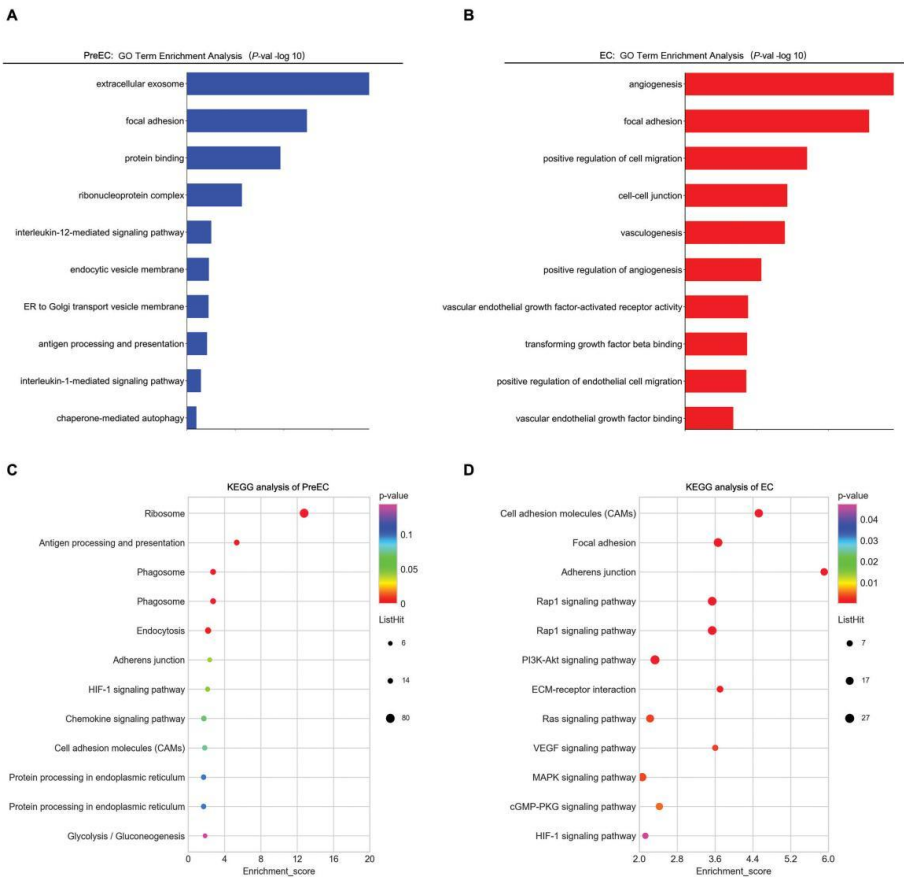 A
PreEC: GO Term Enrichment Analysis (P-val -log 10)
extracellular exosome
focal adhesion
protein binding
ribonucleoprotein complex
interleukin-12-mediated signaling pathway
endocytic vesicle membrane
ER to Golgi transport vesicle membrane
antigen processing and presentation
interleukin-1-mediated signaling pathway
chaperone-mediated autophagy
B
EC: GO Term Enrichment Analysis (P-val -log 10)
angiogenesis
focal adhesion
positive regulation of cell migration
cell-cell junction
vasculogenesis
positive regulation of angiogenesis
vascular endothelial growth factor-activated receptor activity
transforming growth factor beta binding
positive regulation of endothelial cell migration
vascular endothelial growth factor binding
C
KEGG analysis of PreEC
Ribosome
Antigen processing and presentation
Phagosome
Phagosome
Endocytosis
Adherens junction
HIF-1 signaling pathway
Chemokine signaling pathway
Cell adhesion molecules (CAMs)
Protein processing in endoplasmic reticulum
Protein processing in endoplasmic reticulum
Glycolysis / Gluconeogenesis
0 4 8 12 16 20
Enrichment_score
p-value
0.1
0.05
0
ListHit
6
14
80
D
KEGG analysis of EC
Cell adhesion molecules (CAMs)
Focal adhesion
Adherens junction
Rap1 signaling pathway
Rap1 signaling pathway
PI3K-Akt signaling pathway
ECM-receptor interaction
Ras signaling pathway
VEGF signaling pathway
MAPK signaling pathway
cGMP-PKG signaling pathway
HIF-1 signaling pathway
2.0 2.8 3.6 4.4 5.2 6.0
Enrichment_score
p-value
0.04
0.03
0.02
0.01
ListHit
7
17
27